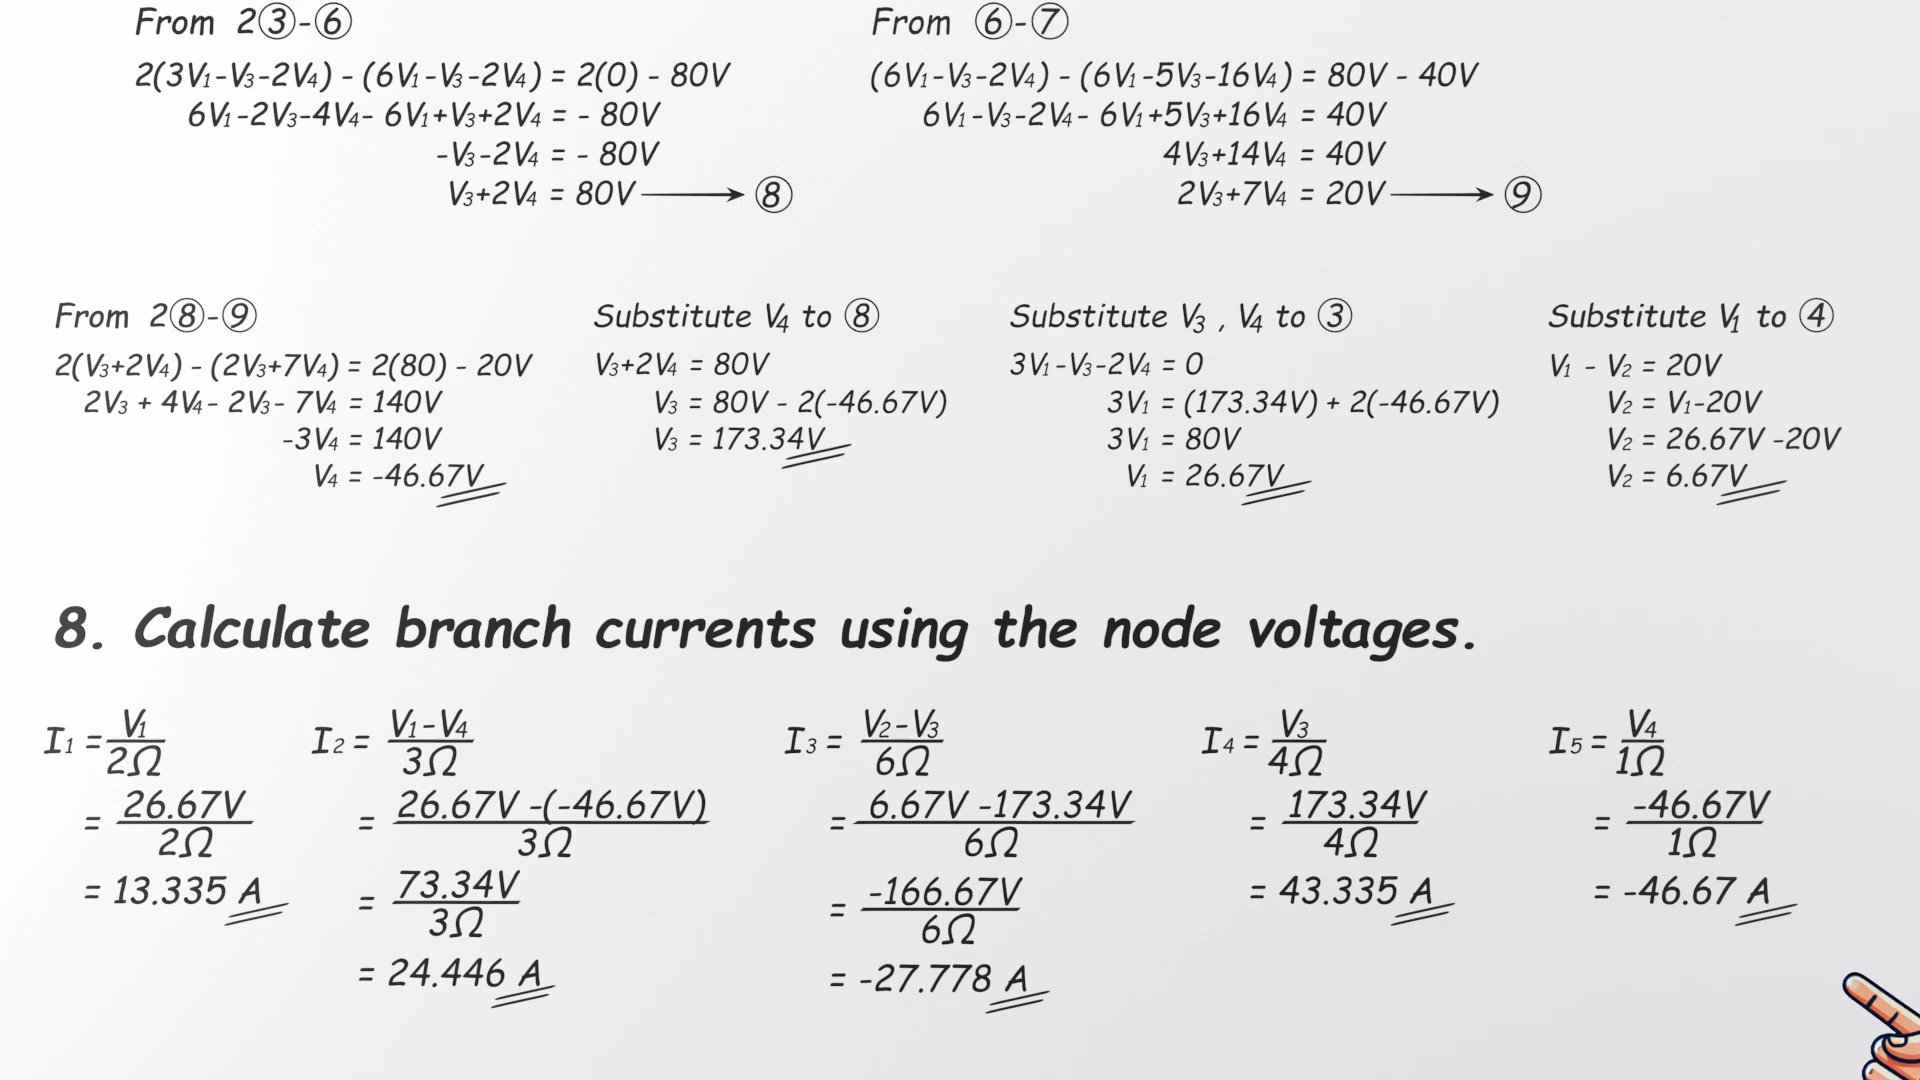 From 2③-⑥
2(3V₁-V₃-2V₄) - (6V₁-V₃-2V₄) = 2(0) - 80V
6V₁-2V₃-4V₄- 6V₁+V₃+2V₄ = - 80V
-V₃-2V₄ = - 80V
V₃+2V₄ = 80V → ⑧
From ⑥-⑦
(6V₁-V₃-2V₄) - (6V₁-5V₃-16V₄) = 80V - 40V
6V₁-V₃-2V₄- 6V₁+5V₃+16V₄ = 40V
4V₃+14V₄ = 40V
2V₃+7V₄ = 20V → ⑨
From 2⑧-⑨
2(V₃+2V₄) - (2V₃+7V₄) = 2(80) - 20V
2V₃ + 4V₄- 2V₃- 7V₄ = 140V
-3V₄ = 140V
V₄ = -46.67V
Substitute V₄ to ⑧
V₃+2V₄ = 80V
V₃ = 80V - 2(-46.67V)
V₃ = 173.34V
Substitute V₃ , V₄ to ③
3V₁-V₃-2V₄ = 0
3V₁ = (173.34V) + 2(-46.67V)
3V₁ = 80V
V₁ = 26.67V
Substitute V₁ to ④
V₁ - V₂ = 20V
V₂ = V₁-20V
V₂ = 26.67V -20V
V₂ = 6.67V
8. Calculate branch currents using the node voltages.
I₁ = V₁/2Ω
= 26.67V/2Ω
= 13.335 A
I₂ = V₁-V₄/3Ω
= 26.67V -(-46.67V)/3Ω
= 73.34V/3Ω
= 24.446 A
I₃ = V₂-V₃/6Ω
= 6.67V -173.34V/6Ω
= -166.67V/6Ω
= -27.778 A
I₄ = V₃/4Ω
= 173.34V/4Ω
= 43.335 A
I₅ = V₄/1Ω
= -46.67V/1Ω
= -46.67 A